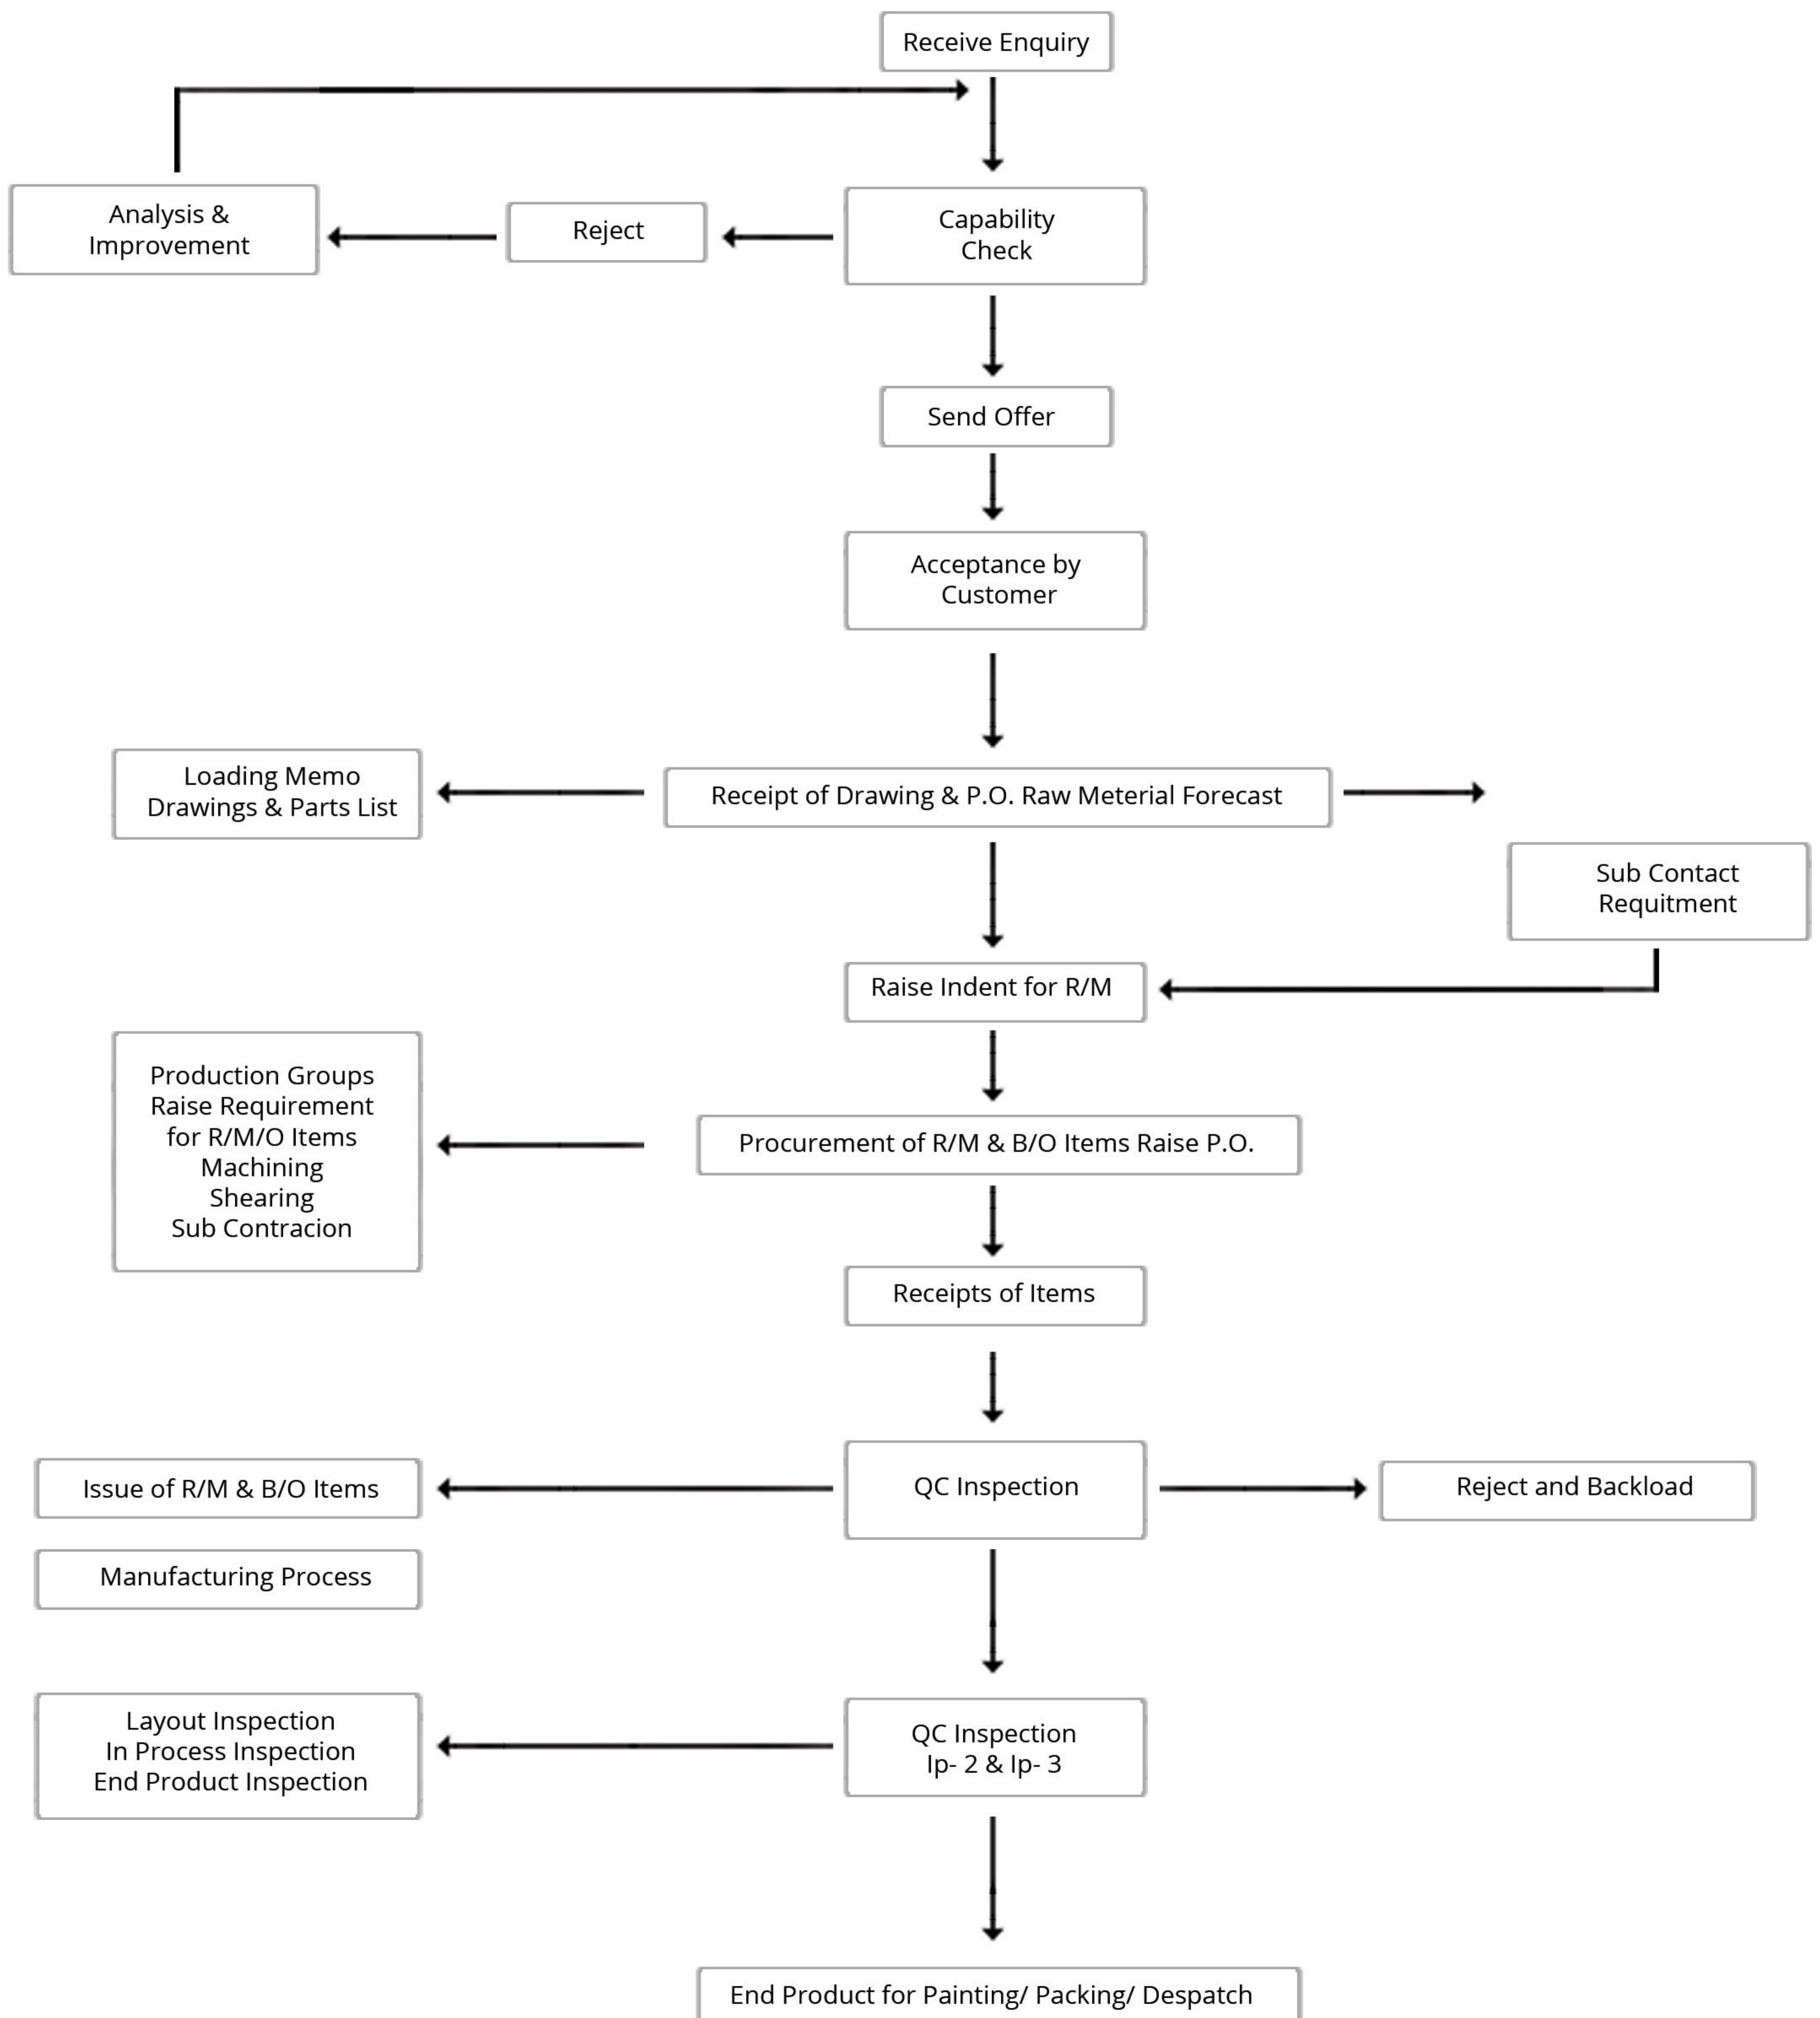 Receive Enquiry
Analysis &
Improvement
Reject
Capability
Check
Send Offer
Acceptance by
Customer
Loading Memo
Drawings & Parts List
Receipt of Drawing & P.O. Raw Meterial Forecast
Sub Contact
Requitment
Raise Indent for R/M
Production Groups
Raise Requirement
for R/M/O Items
Machining
Shearing
Sub Contracion
Procurement of R/M & B/O Items Raise P.O.
Receipts of Items
Issue of R/M & B/O Items
QC Inspection
Reject and Backload
Manufacturing Process
Layout Inspection
In Process Inspection
End Product Inspection
QC Inspection
Ip- 2 & Ip- 3
End Product for Painting/ Packing/ Despatch